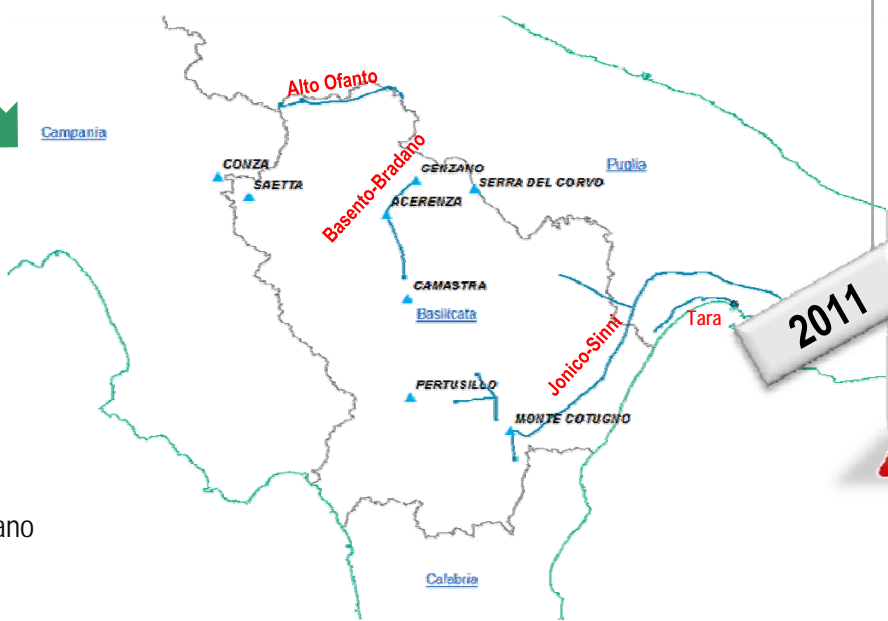 Alto Ofanto
Campania
CONZA
SAETTA
Basento-Bradano
GENZANO
SERRA DEL CORVO
Puglia
ACERENZA
CAMASTRA
Basilicata
Jonico-Sinni
Tara
2011
PERTUSILLO
MONTE COTUGNO
ano
Calabria